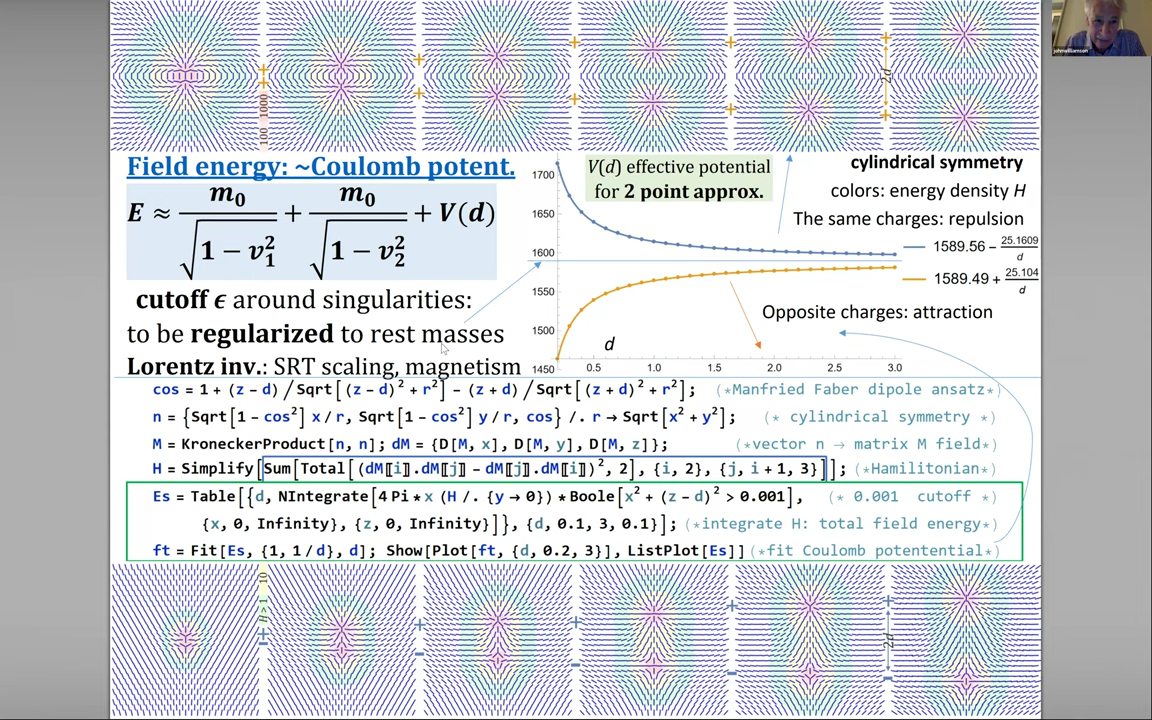 johnwilliamson
2d
100 1000
Field energy: ~Coulomb potent.
E ≈ m₀/√(1 − v₁²) + m₀/√(1 − v₂²) + V(d)
cutoff ϵ around singularities:
to be regularized to rest masses
Lorentz inv.: SRT scaling, magnetism
V(d) effective potential
for 2 point approx.
1700
1650
1600
1550
1500
1450
d
0.5 1.0 1.5 2.0 2.5 3.0
cylindrical symmetry
colors: energy density H
The same charges: repulsion
1589.56 − 25.1609/d
1589.49 + 25.104/d
Opposite charges: attraction
cos = 1 + (z − d) / Sqrt[(z − d)² + r²] − (z + d) / Sqrt[(z + d)² + r²]; (*Manfried Faber dipole ansatz*)
n = {Sqrt[1 − cos²] x / r, Sqrt[1 − cos²] y / r, cos} /. r → Sqrt[x² + y²]; (* cylindrical symmetry *)
M = KroneckerProduct[n, n]; dM = {D[M, x], D[M, y], D[M, z]}; (*vector n → matrix M field*)
H = Simplify[Sum[Total[(dM[[i]].dM[[j]] − dM[[j]].dM[[i]])², 2], {i, 2}, {j, i + 1, 3}]]; (*Hamilitonian*)
Es = Table[{d, NIntegrate[4 Pi * x (H /. {y → 0}) * Boole[x² + (z − d)² > 0.001], (* 0.001 cutoff *)
{x, 0, Infinity}, {z, 0, Infinity}]}, {d, 0.1, 3, 0.1}]; (*integrate H: total field energy*)
ft = Fit[Es, {1, 1 / d}, d]; Show[Plot[ft, {d, 0.2, 3}], ListPlot[Es]] (*fit Coulomb potentential*)
H > 1 10
2d